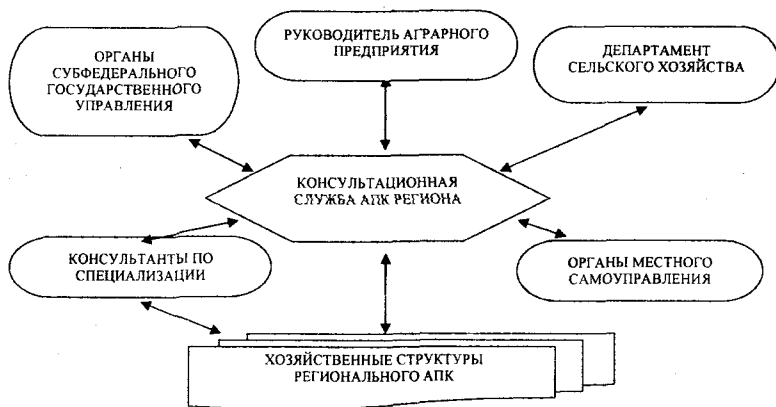 ОРГАНЫ
СУБФЕДЕРАЛЬНОГО
ГОСУДАРСТВЕННОГО
УПРАВЛЕНИЯ
РУКОВОДИТЕЛЬ АГРАРНОГО
ПРЕДПРИЯТИЯ
ДЕПАРТАМЕНТ
СЕЛЬСКОГО ХОЗЯЙСТВА
КОНСУЛЬТАЦИОННАЯ
СЛУЖБА АПК РЕГИОНА
КОНСУЛЬТАНТЫ ПО
СПЕЦИАЛИЗАЦИИ
ОРГАНЫ МЕСТНОГО
САМОУПРАВЛЕНИЯ
ХОЗЯЙСТВЕННЫЕ СТРУКТУРЫ
РЕГИОНАЛЬНОГО АПК